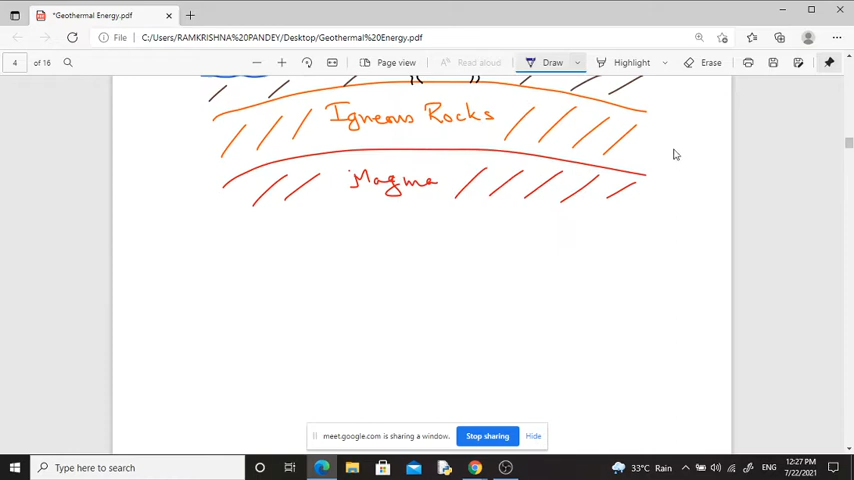 *Geothermal Energy.pdf
File
C:/Users/RAMKRISHNA%20PANDEY/Desktop/Geothermal%20Energy.pdf
4 of 16
Page view
Read aloud
Draw
Highlight
Erase
Igneous Rocks
Magma
meet.google.com is sharing a window.
Stop sharing
Hide
Type here to search
33°C Rain
ENG
12:27 PM
7/22/2021